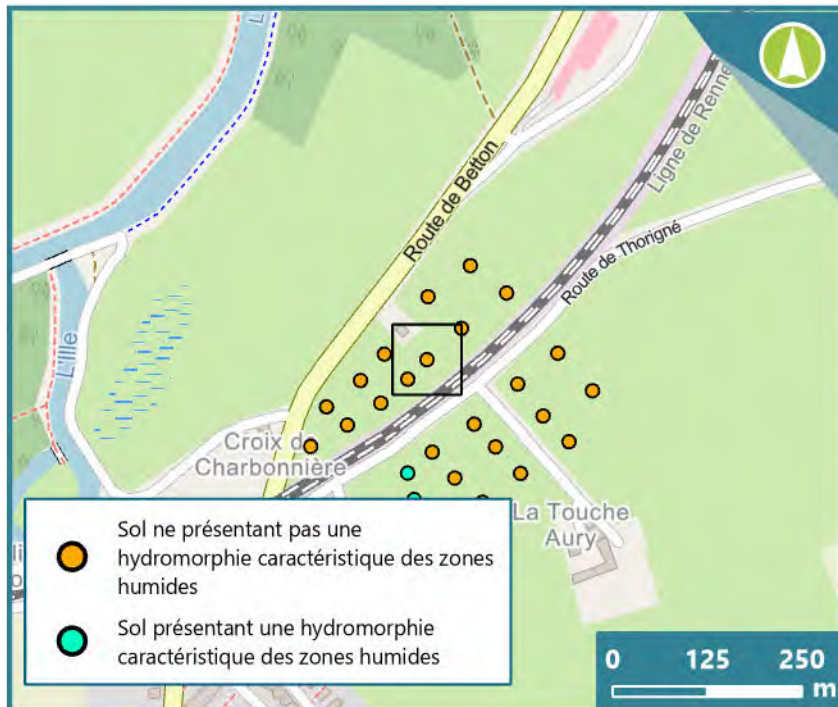 Route de Betton
Ligne de Renne
Route de Thorigné
L'Ille
Croix de
Charbonnière
La Touche
Aury
Sol ne présentant pas une
hydromorphie caractéristique des zones
humides
Sol présentant une hydromorphie
caractéristique des zones humides
0 125 250
m